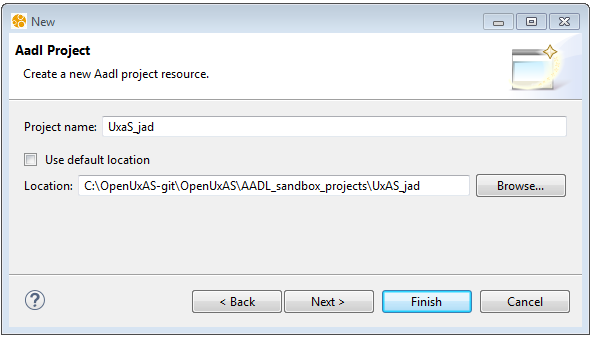 New
Aadl Project
Create a new Aadl project resource.
Project name: UxaS_jad
Use default location
Location: C:\OpenUxAS-git\OpenUxAS\AADL_sandbox_projects\UxAS_jad Browse...
? < Back Next > Finish Cancel